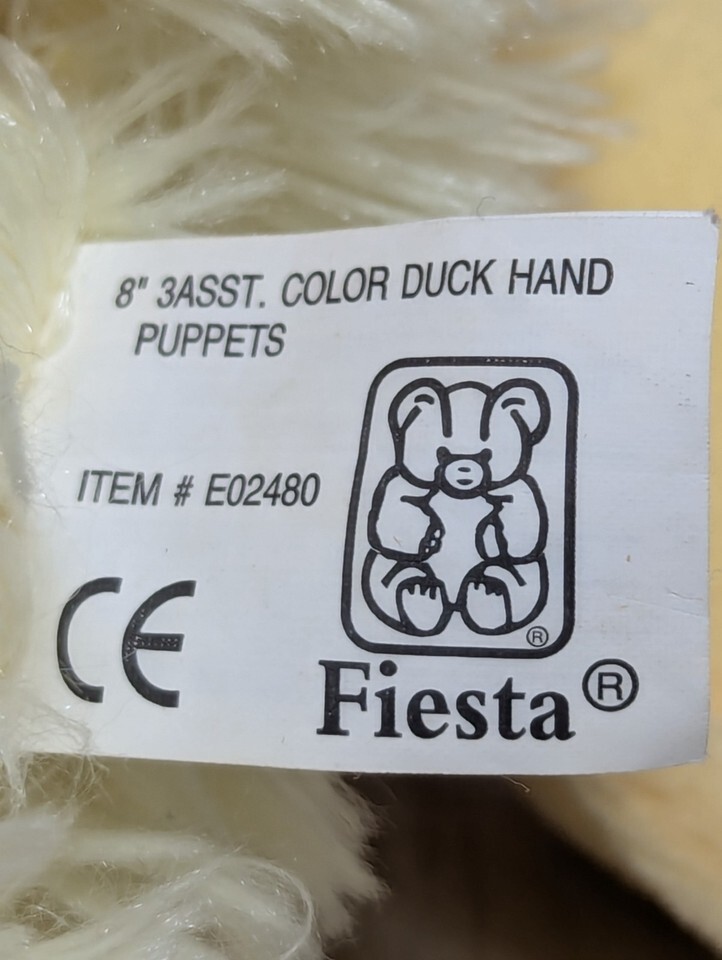 8" 3ASST. COLOR DUCK HAND
PUPPETS
ITEM # E02480
CE
®
Fiesta®